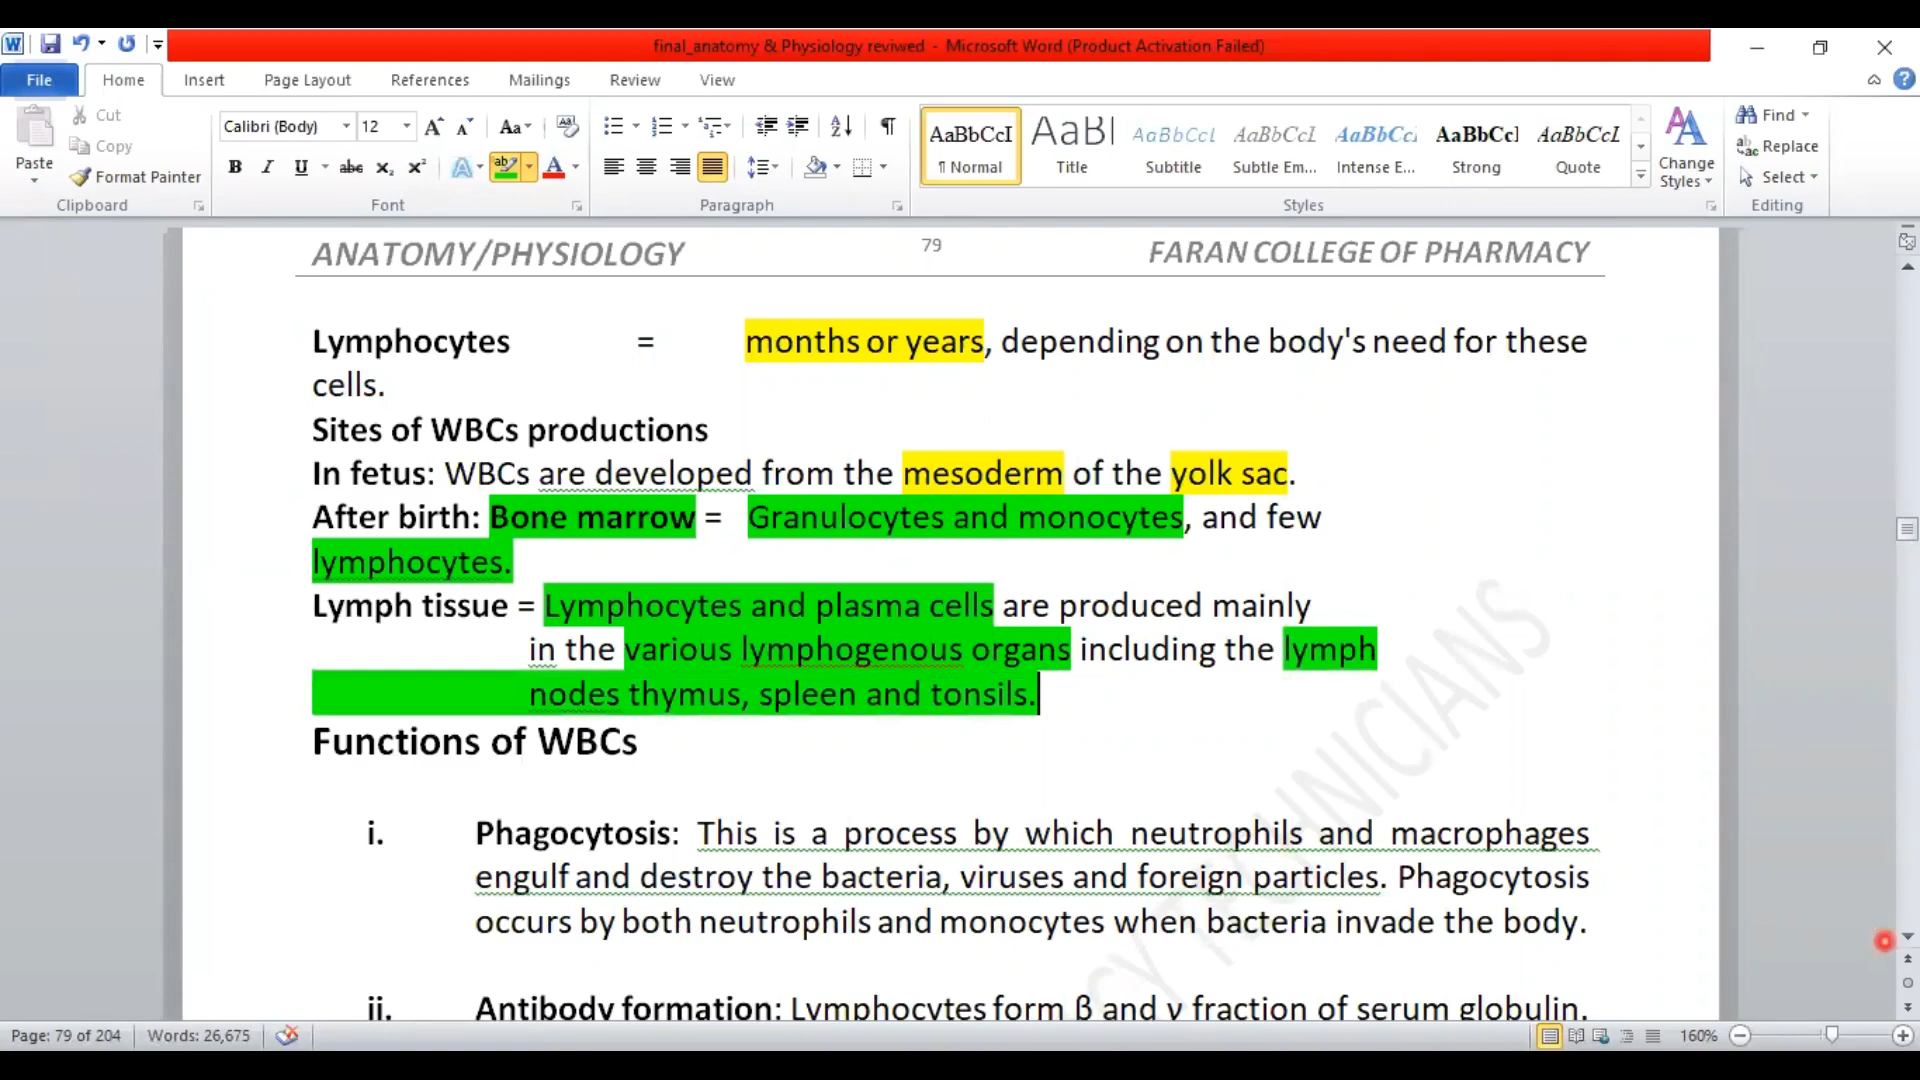 final_anatomy & Physiology reviwed - Microsoft Word (Product Activation Failed)
File Home Insert Page Layout References Mailings Review View
Paste Cut Copy Format Painter Clipboard
Calibri (Body) 12 Font
Paragraph
AaBbCcI AaBI AaBbCcL AaBbCcL AaBbCcI AaBbCcI AaBbCcL
¶ Normal Title Subtitle Subtle Em... Intense E... Strong Quote
Change Styles Styles
Find Replace Select Editing
ANATOMY/PHYSIOLOGY 79 FARAN COLLEGE OF PHARMACY
Lymphocytes = months or years, depending on the body's need for these
cells.
Sites of WBCs productions
In fetus: WBCs are developed from the mesoderm of the yolk sac.
After birth: Bone marrow = Granulocytes and monocytes, and few
lymphocytes.
Lymph tissue = Lymphocytes and plasma cells are produced mainly
in the various lymphogenous organs including the lymph
nodes thymus, spleen and tonsils.
Functions of WBCs
i. Phagocytosis: This is a process by which neutrophils and macrophages
engulf and destroy the bacteria, viruses and foreign particles. Phagocytosis
occurs by both neutrophils and monocytes when bacteria invade the body.
ii. Antibody formation: Lymphocytes form β and γ fraction of serum globulin.
CY TECHNICIANS
Page: 79 of 204 Words: 26,675 160%